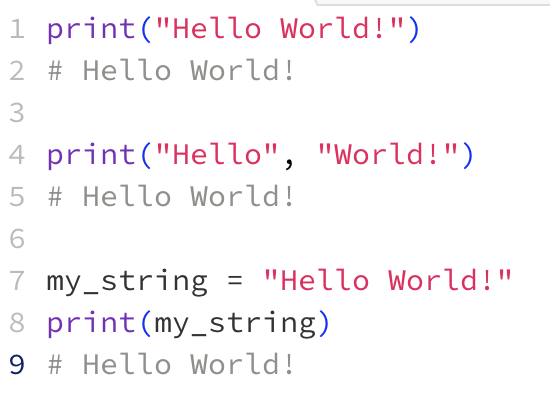 1 print("Hello World!")
2 # Hello World!
3
4 print("Hello", "World!")
5 # Hello World!
6
7 my_string = "Hello World!"
8 print(my_string)
9 # Hello World!